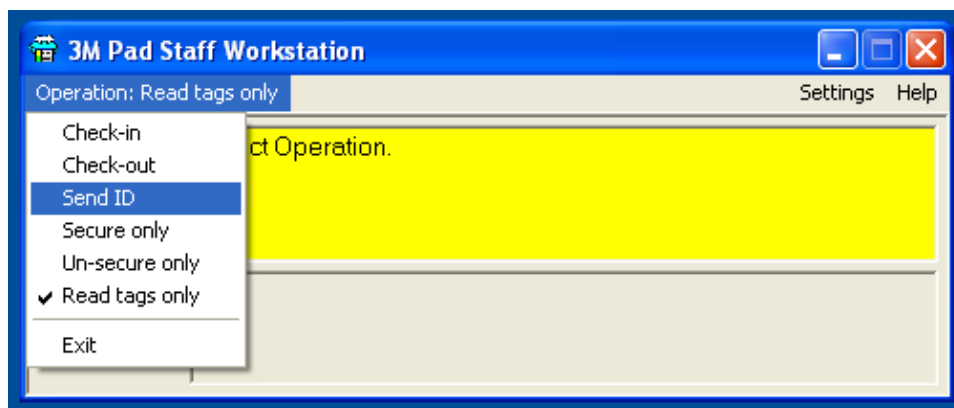 3M Pad Staff Workstation
Operation: Read tags only Settings Help
Check-in
ct Operation.
Check-out
Send ID
Secure only
Un-secure only
Read tags only
Exit